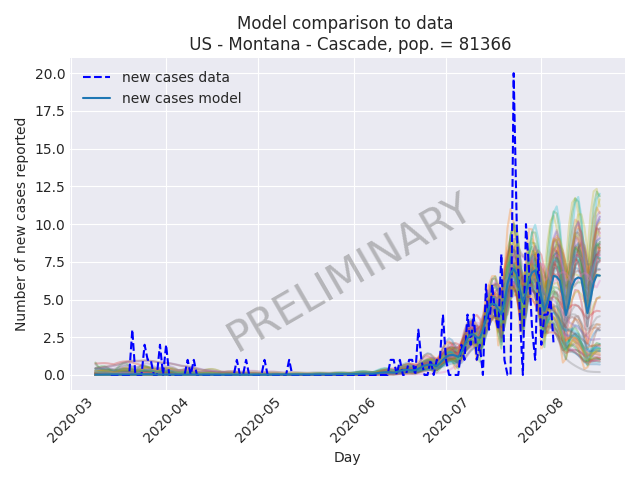 Model comparison to data
US - Montana - Cascade, pop. = 81366
new cases data
new cases model
PRELIMINARY
Number of new cases reported
20.0
17.5
15.0
12.5
10.0
7.5
5.0
2.5
0.0
2020-03
2020-04
2020-05
2020-06
2020-07
2020-08
Day